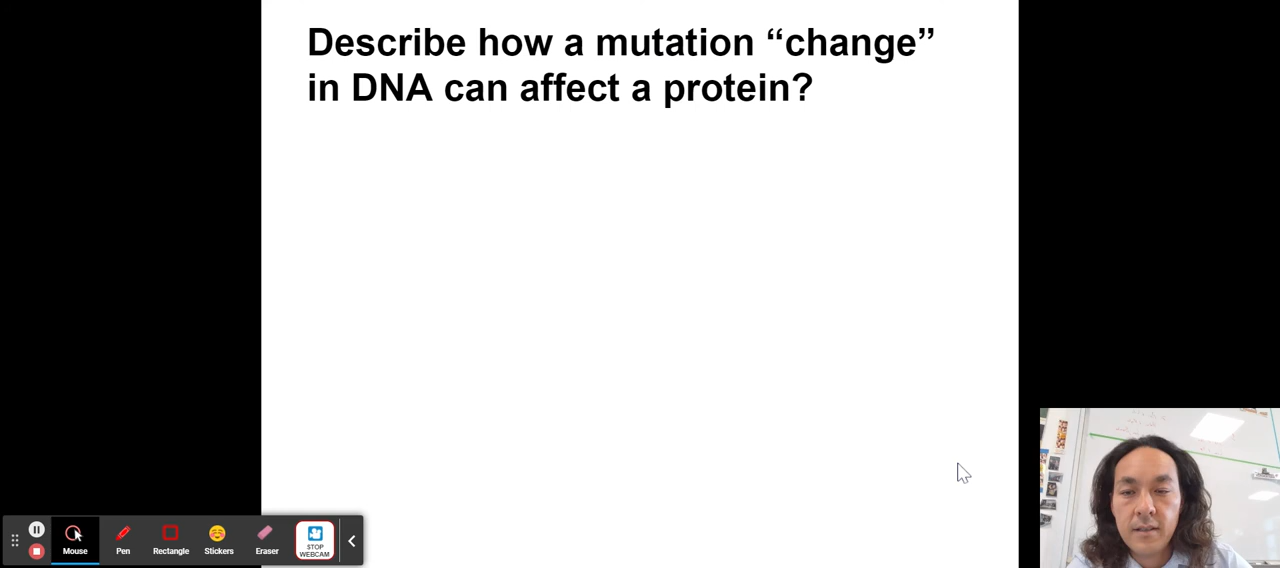 Describe how a mutation “change”
in DNA can affect a protein?
Mouse
Pen
Rectangle
Stickers
Eraser
STOP
WEBCAM